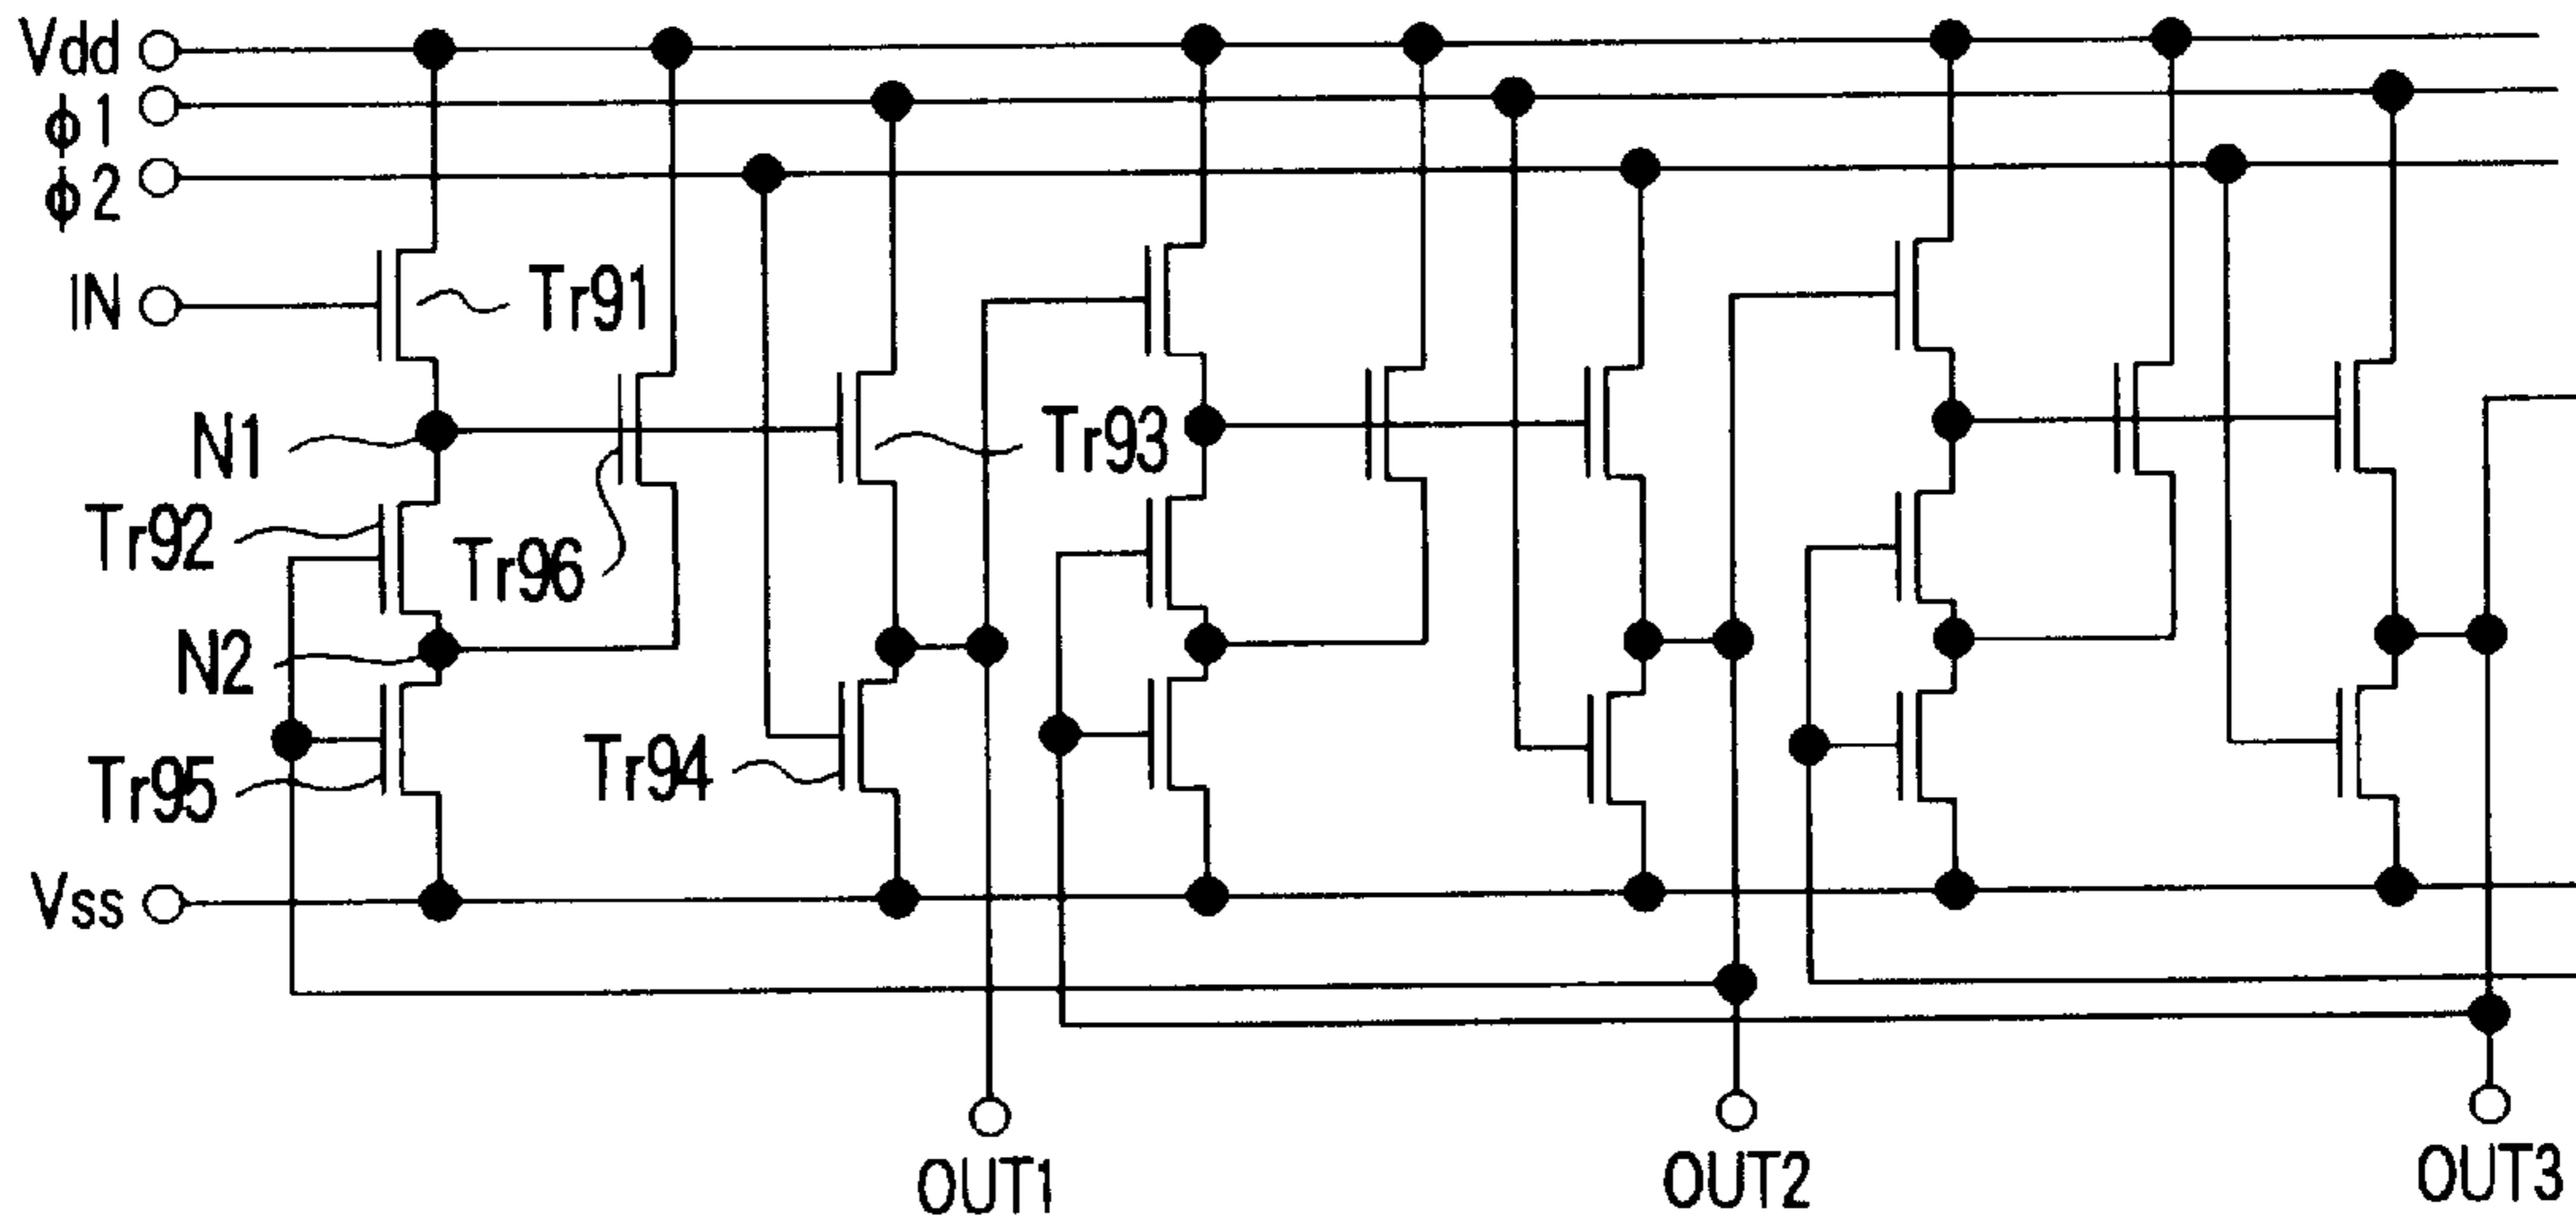 Vdd
ϕ1
ϕ2
IN
Tr91
N1
Tr93
Tr92
Tr96
N2
Tr95
Tr94
Vss
OUT1
OUT2
OUT3